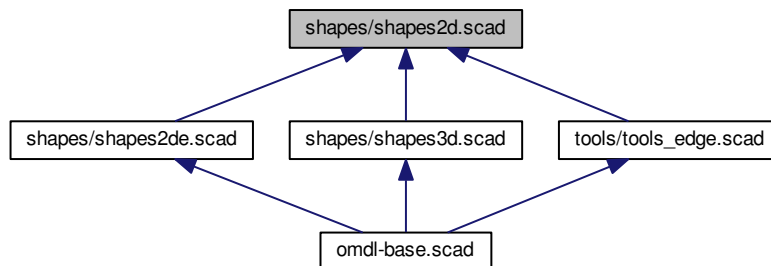 shapes/shapes2d.scad
shapes/shapes2de.scad
shapes/shapes3d.scad
tools/tools_edge.scad
omdl-base.scad